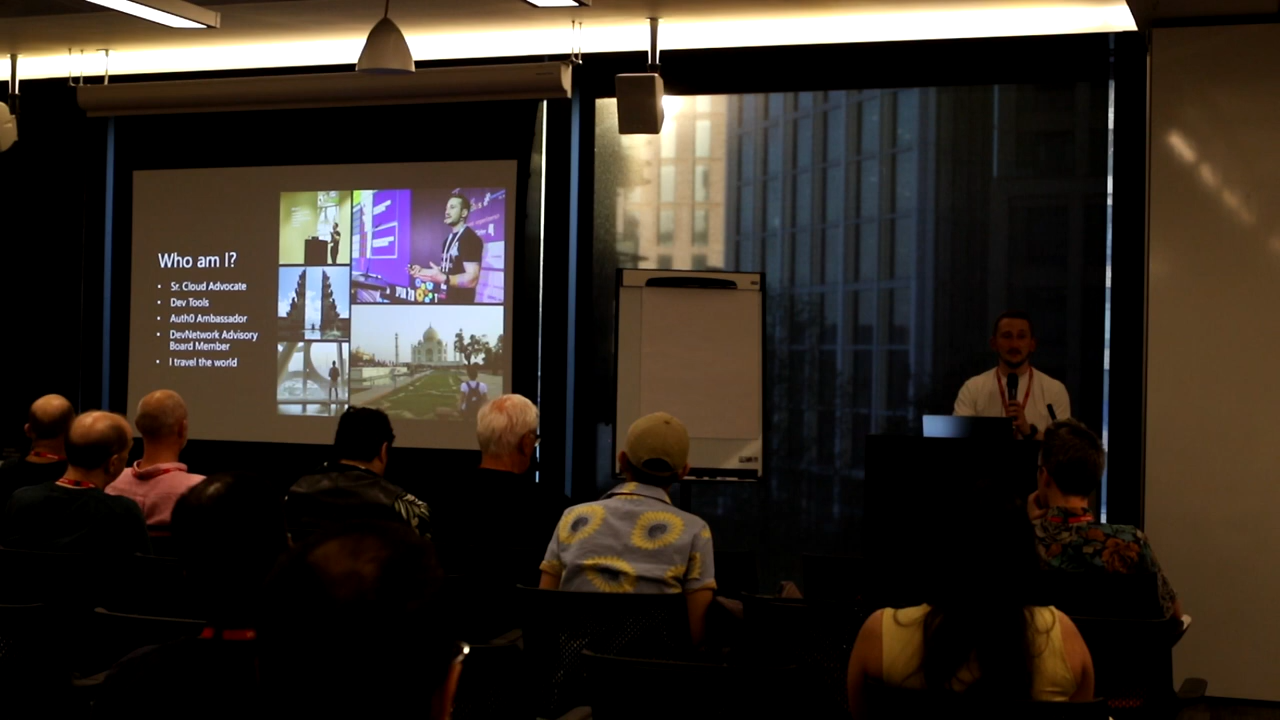 Who am I?
• Sr. Cloud Advocate
• Dev Tools
• Auth0 Ambassador
• DevNetwork Advisory
Board Member
• I travel the world